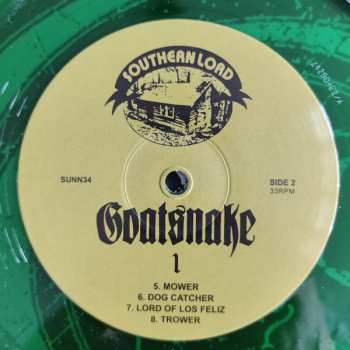 SOUTHERN LORD
SUNN34
SIDE 2
33RPM
Goatsnake
1
5. MOWER
6. DOG CATCHER
7. LORD OF LOS FELIZ
8. TROWER